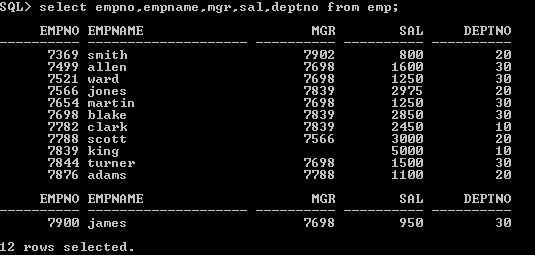 SQL> select empno,empname,mgr,sal,deptno from emp;
EMPNO EMPNAME MGR SAL DEPTNO
7369 smith 7902 800 20
7499 allen 7698 1600 30
7521 ward 7698 1250 30
7566 jones 7839 2975 20
7654 martin 7698 1250 30
7698 blake 7839 2850 30
7782 clark 7839 2450 10
7788 scott 7566 3000 20
7839 king 5000 10
7844 turner 7698 1500 30
7876 adams 7788 1100 20
EMPNO EMPNAME MGR SAL DEPTNO
7900 james 7698 950 30
12 rows selected.